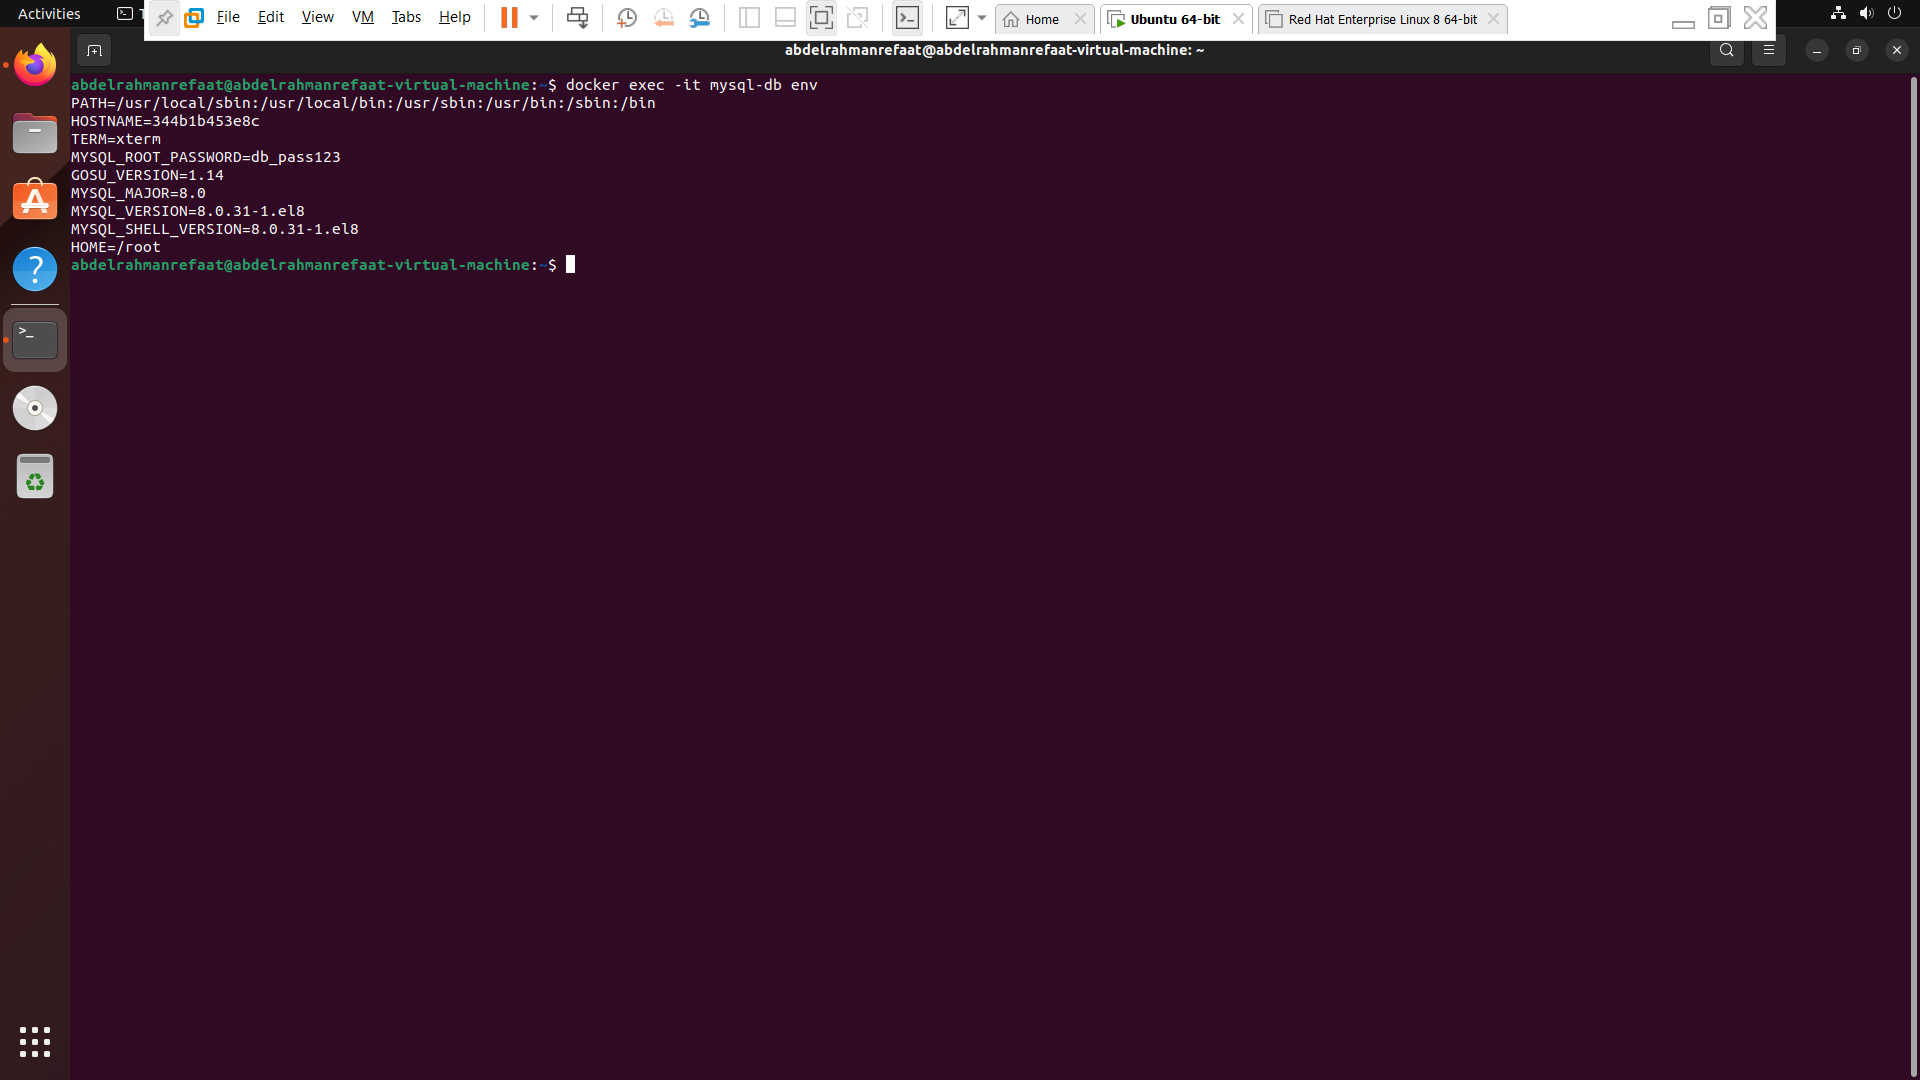 Activities
File Edit View VM Tabs Help
Home
Ubuntu 64-bit
Red Hat Enterprise Linux 8 64-bit
abdelrahmanrefaat@abdelrahmanrefaat-virtual-machine: ~
abdelrahmanrefaat@abdelrahmanrefaat-virtual-machine:~$ docker exec -it mysql-db env
PATH=/usr/local/sbin:/usr/local/bin:/usr/sbin:/usr/bin:/sbin:/bin
HOSTNAME=344b1b453e8c
TERM=xterm
MYSQL_ROOT_PASSWORD=db_pass123
GOSU_VERSION=1.14
MYSQL_MAJOR=8.0
MYSQL_VERSION=8.0.31-1.el8
MYSQL_SHELL_VERSION=8.0.31-1.el8
HOME=/root
abdelrahmanrefaat@abdelrahmanrefaat-virtual-machine:~$